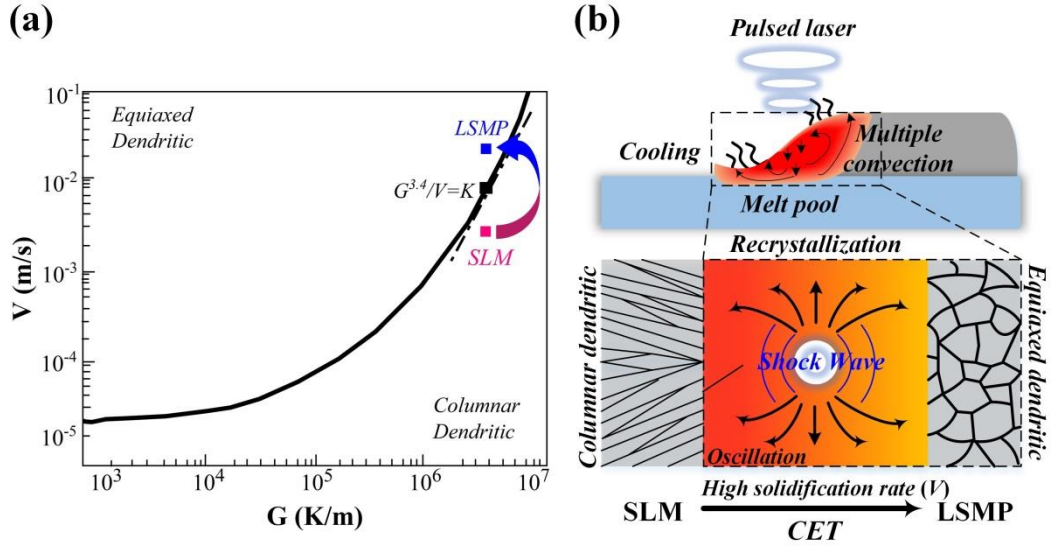 (a)
Equiaxed
Dendritic
LSMP
G^3.4/V=K
SLM
Columnar
Dendritic
V (m/s)
10^-1
10^-2
10^-3
10^-4
10^-5
10^3
10^4
10^5
10^6
10^7
G (K/m)
(b)
Pulsed laser
Cooling
Multiple
convection
Melt pool
Recrystallization
Columnar dendritic
Shock Wave
Oscillation
Equiaxed dendritic
High solidification rate (V)
SLM
LSMP
CET